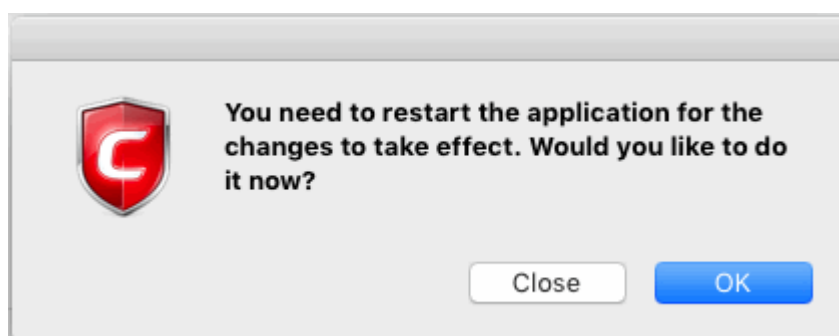 You need to restart the application for the
changes to take effect. Would you like to do
it now?
Close
OK